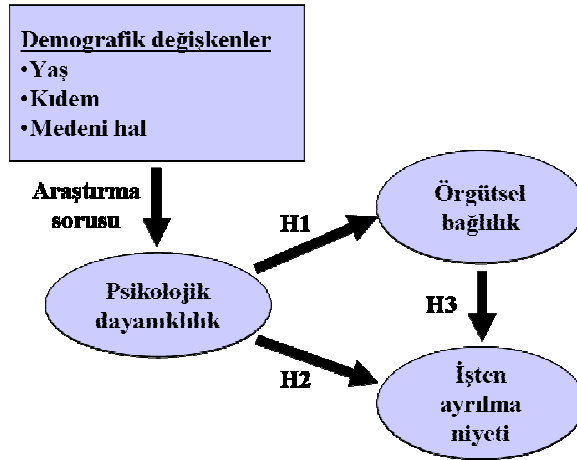 Demografik değişkenler
•Yaş
•Kıdem
•Medeni hal
Araştırma
sorusu
H1
Örgütsel
bağlılık
Psikolojik
dayanıklılık
H3
H2
İşten
ayrılma
niyeti